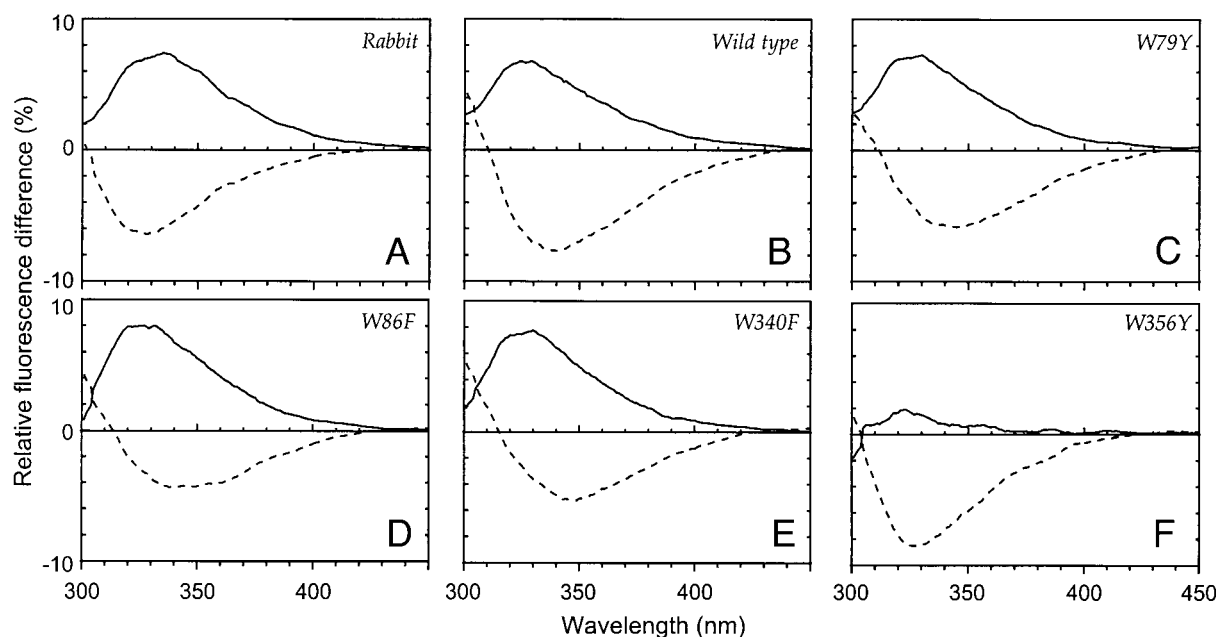 10
0
-10
Relative fluorescence difference (%)
Rabbit
A
Wild type
B
W79Y
C
10
0
-10
W86F
D
W340F
E
W356Y
F
300 350 400
300 350 400
300 350 400 450
Wavelength (nm)